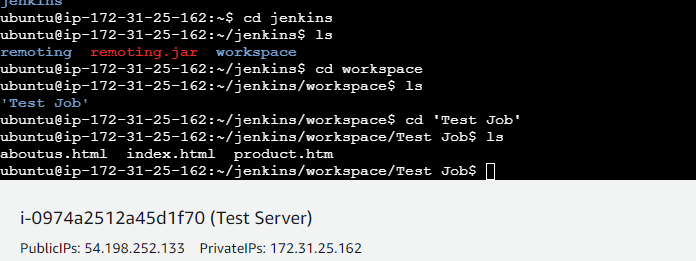 jenkins
ubuntu@ip-172-31-25-162:~$ cd jenkins
ubuntu@ip-172-31-25-162:~/jenkins$ ls
remoting  remoting.jar  workspace
ubuntu@ip-172-31-25-162:~/jenkins$ cd workspace
ubuntu@ip-172-31-25-162:~/jenkins/workspace$ ls
'Test Job'
ubuntu@ip-172-31-25-162:~/jenkins/workspace$ cd 'Test Job'
ubuntu@ip-172-31-25-162:~/jenkins/workspace/Test Job$ ls
aboutus.html  index.html  product.htm
ubuntu@ip-172-31-25-162:~/jenkins/workspace/Test Job$
i-0974a2512a45d1f70 (Test Server)
PublicIPs: 54.198.252.133    PrivateIPs: 172.31.25.162